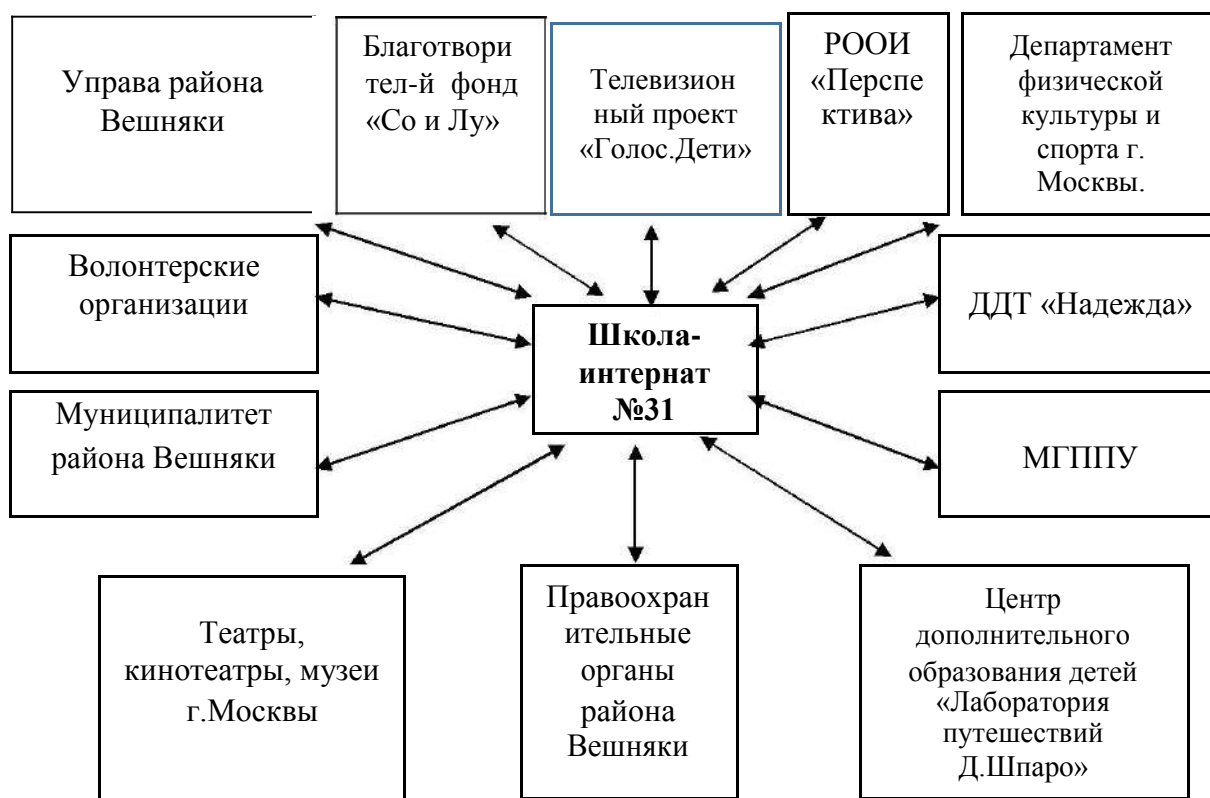 Управа района
Вешняки
Благотвори
тел-й фонд
«Со и Лу»
Телевизион
ный проект
«Голос.Дети»
РООИ
«Перспе
ктива»
Департамент
физической
культуры и
спорта г.
Москвы.
Волонтерские
организации
Школа-
интернат
№31
ДДТ «Надежда»
Муниципалитет
района Вешняки
МГППУ
Театры,
кинотеатры, музеи
г.Москвы
Правоохран
ительные
органы
района
Вешняки
Центр
дополнительного
образования детей
«Лаборатория
путешествий
Д.Шпаро»